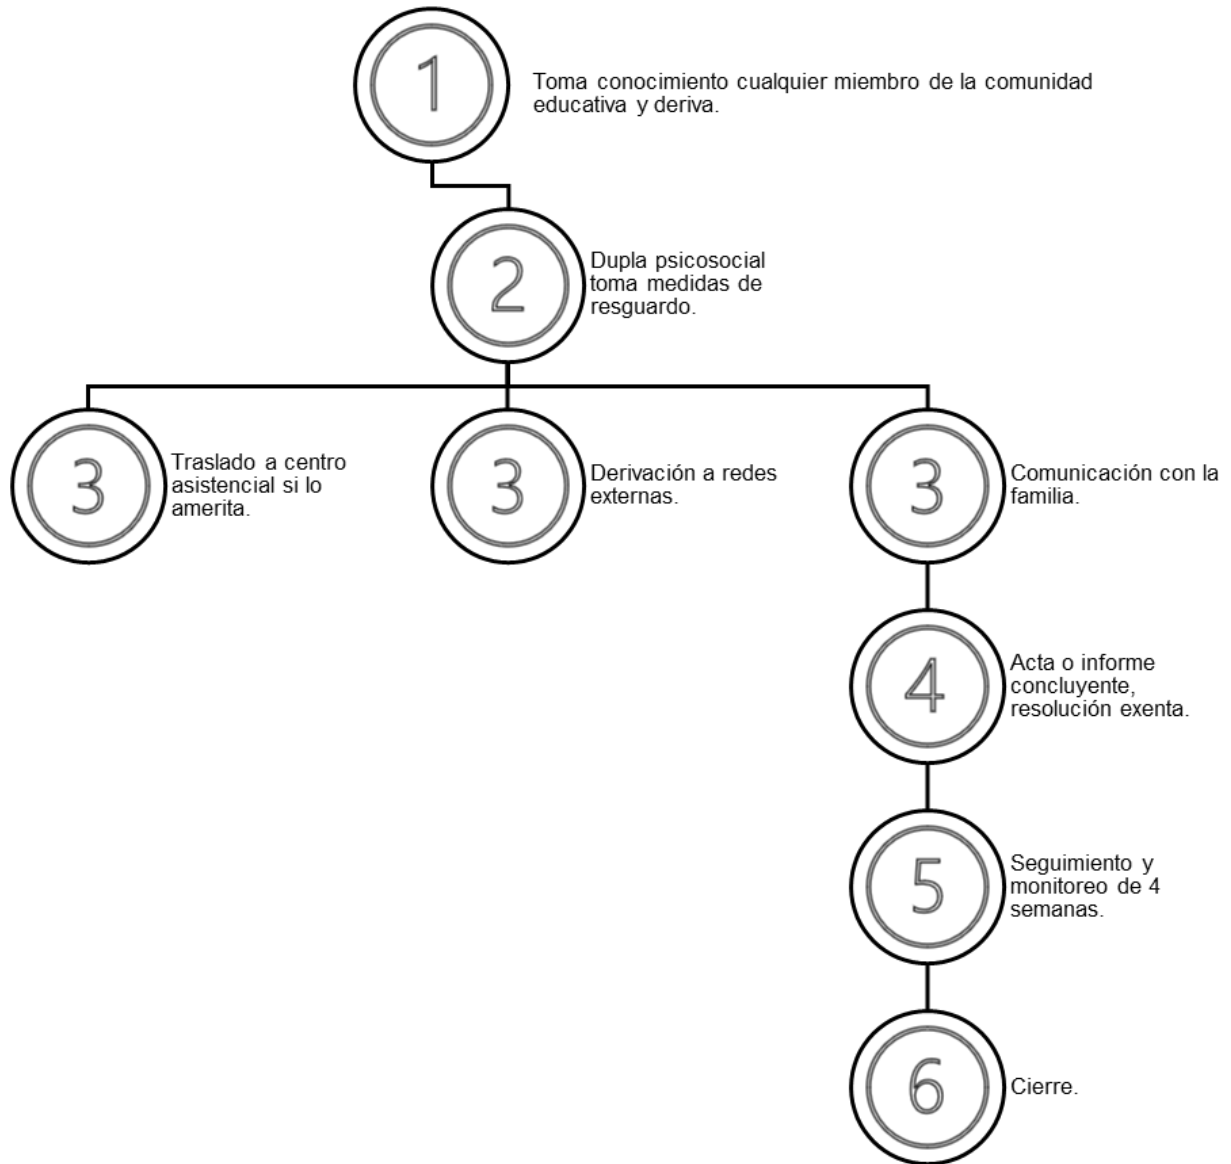 1
Toma conocimiento cualquier miembro de la comunidad
educativa y deriva.
2
Dupla psicosocial
toma medidas de
resguardo.
3
Traslado a centro
asistencial si lo
amerita.
3
Derivación a redes
externas.
3
Comunicación con la
familia.
4
Acta o informe
concluyente,
resolución exenta.
5
Seguimiento y
monitoreo de 4
semanas.
6
Cierre.